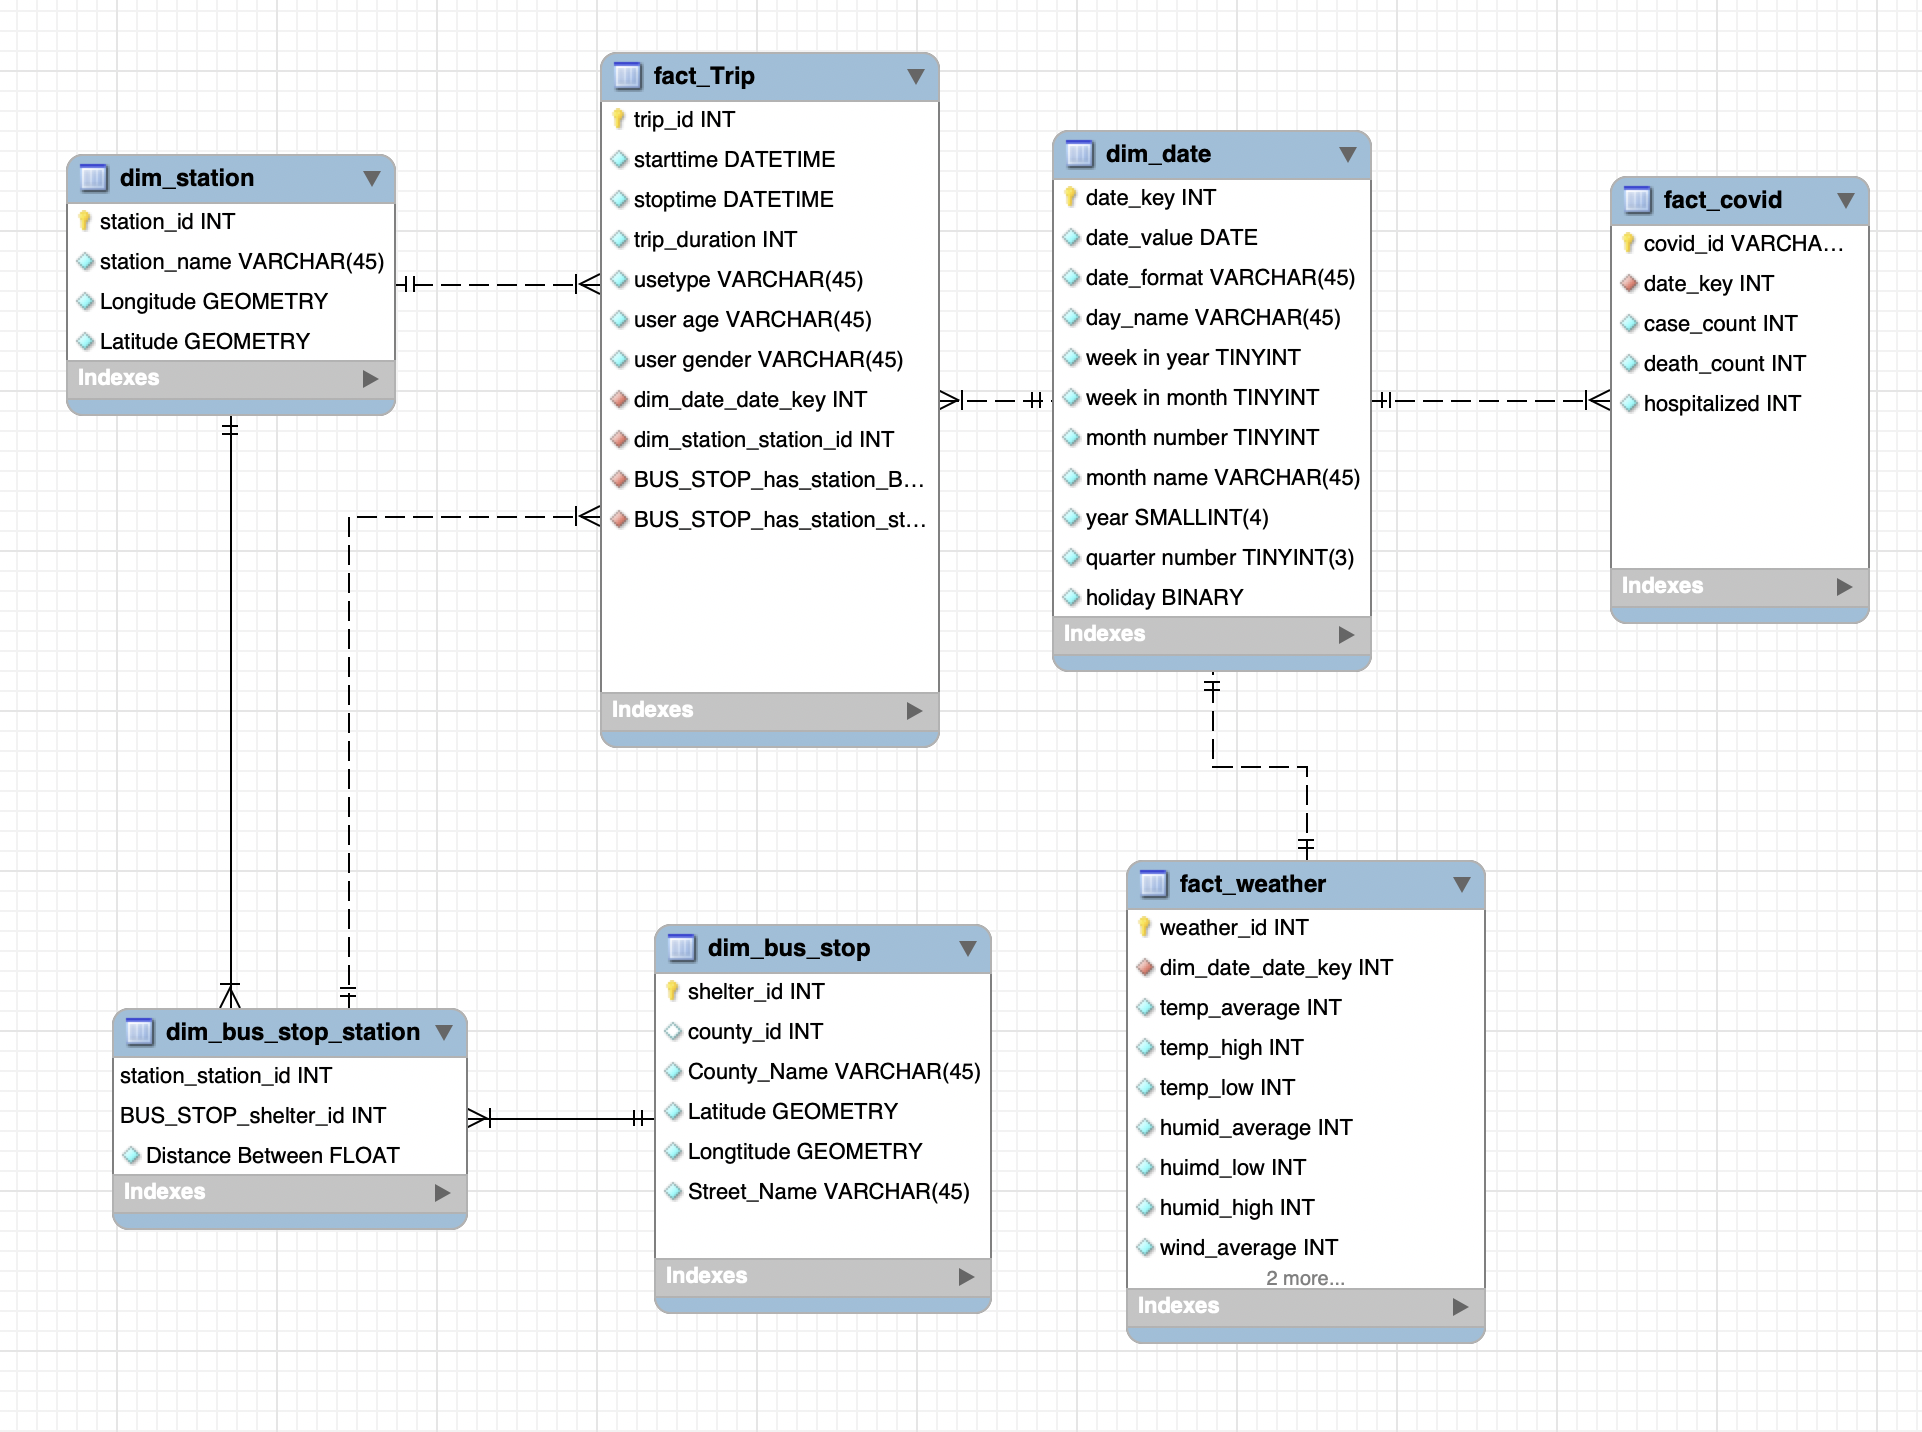 fact_Trip
trip_id INT
starttime DATETIME
stoptime DATETIME
trip_duration INT
usetype VARCHAR(45)
user age VARCHAR(45)
user gender VARCHAR(45)
dim_date_date_key INT
dim_station_station_id INT
BUS_STOP_has_station_B...
BUS_STOP_has_station_st...
Indexes
dim_station
station_id INT
station_name VARCHAR(45)
Longitude GEOMETRY
Latitude GEOMETRY
Indexes
dim_date
date_key INT
date_value DATE
date_format VARCHAR(45)
day_name VARCHAR(45)
week in year TINYINT
week in month TINYINT
month number TINYINT
month name VARCHAR(45)
year SMALLINT(4)
quarter number TINYINT(3)
holiday BINARY
Indexes
fact_covid
covid_id VARCHA...
date_key INT
case_count INT
death_count INT
hospitalized INT
Indexes
dim_bus_stop_station
station_station_id INT
BUS_STOP_shelter_id INT
Distance Between FLOAT
Indexes
dim_bus_stop
shelter_id INT
county_id INT
County_Name VARCHAR(45)
Latitude GEOMETRY
Longtitude GEOMETRY
Street_Name VARCHAR(45)
Indexes
fact_weather
weather_id INT
dim_date_date_key INT
temp_average INT
temp_high INT
temp_low INT
humid_average INT
huimd_low INT
humid_high INT
wind_average INT
2 more...
Indexes